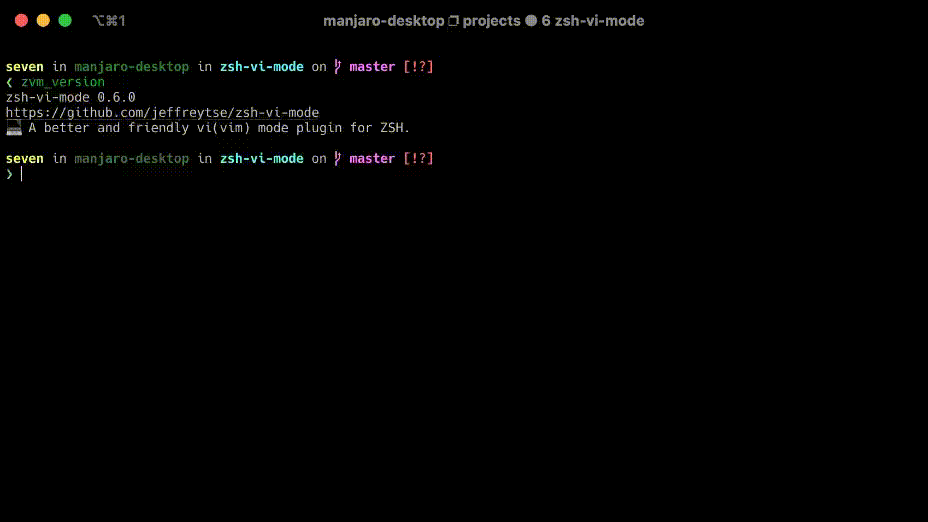 ⌥⌘1
manjaro-desktop ❐ projects ● 6 zsh-vi-mode
seven in manjaro-desktop in zsh-vi-mode on master [!?]
❮ zvm_version
zsh-vi-mode 0.6.0
https://github.com/jeffreytse/zsh-vi-mode
💻 A better and friendly vi(vim) mode plugin for ZSH.
seven in manjaro-desktop in zsh-vi-mode on master [!?]
❯